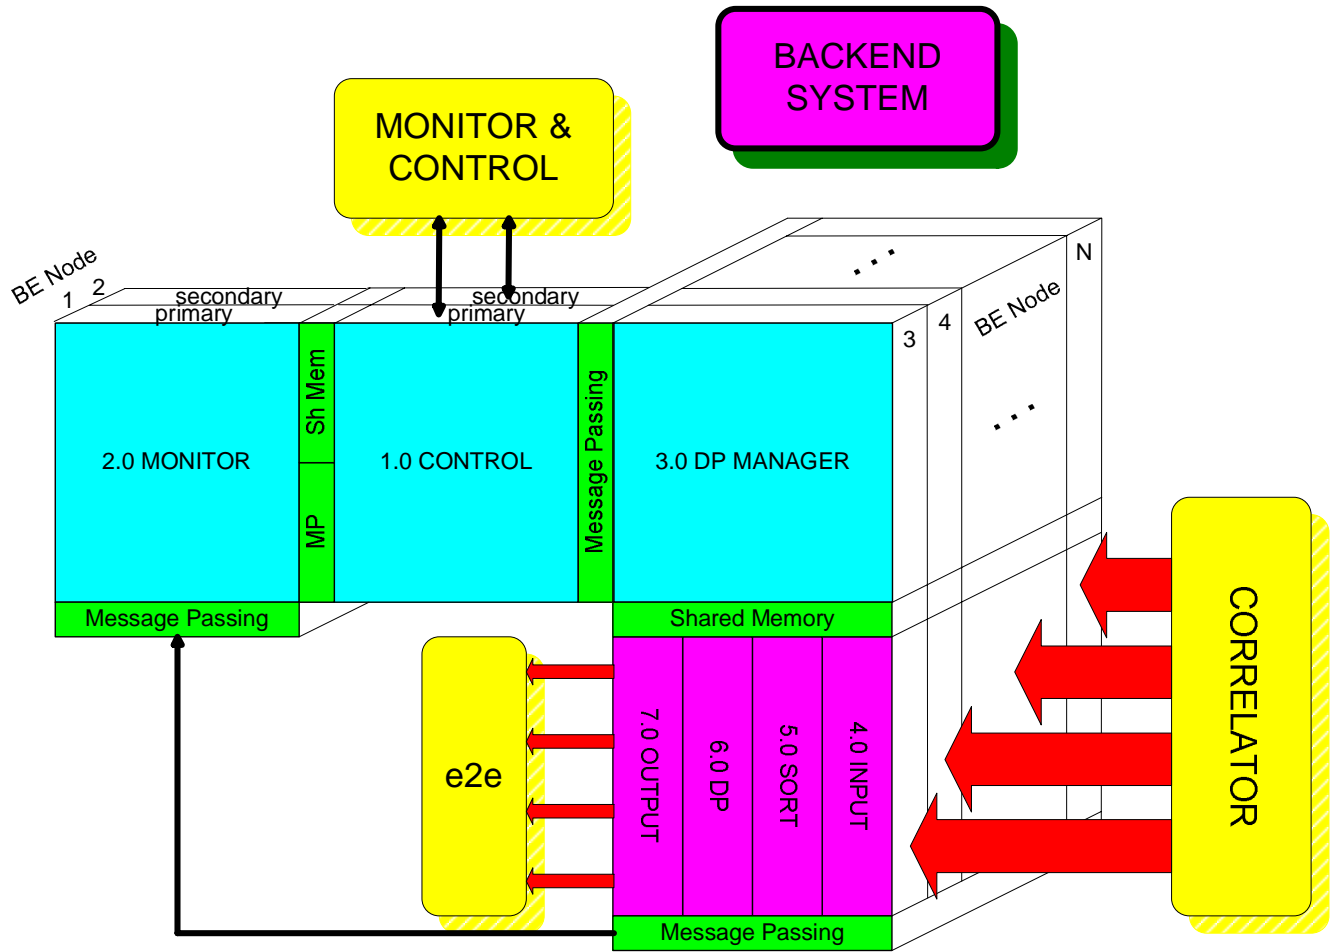 BACKEND
SYSTEM
MONITOR &
CONTROL
BE Node
1
2
secondary
primary
secondary
primary
. . .
N
BE Node
3
4
. . .
2.0 MONITOR
Sh Mem
MP
1.0 CONTROL
Message Passing
3.0 DP MANAGER
Message Passing
Shared Memory
e2e
7.0 OUTPUT
6.0 DP
5.0 SORT
4.0 INPUT
CORRELATOR
Message Passing